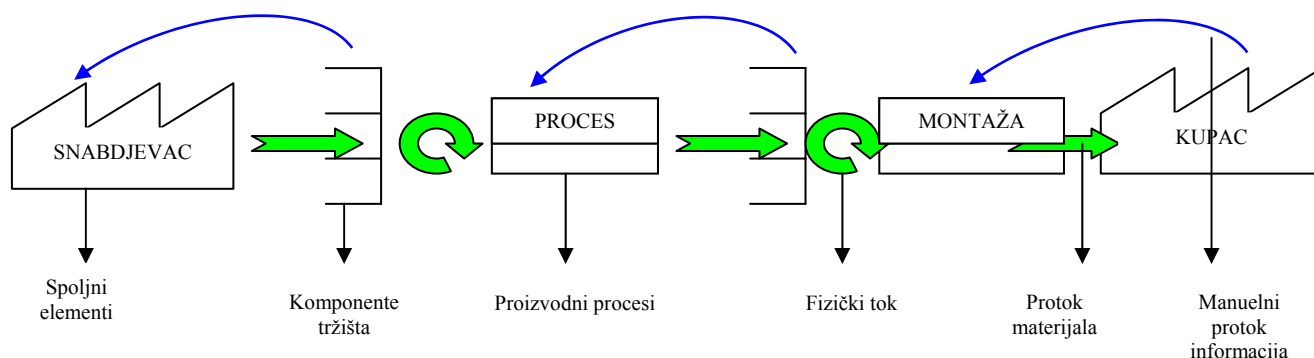 SNABDJEVAC
PROCES
MONTAŽA
KUPAC
Spoljni
elementi
Komponente
tržišta
Proizvodni procesi
Fizički tok
Protok
materijala
Manuelni
protok
informacija